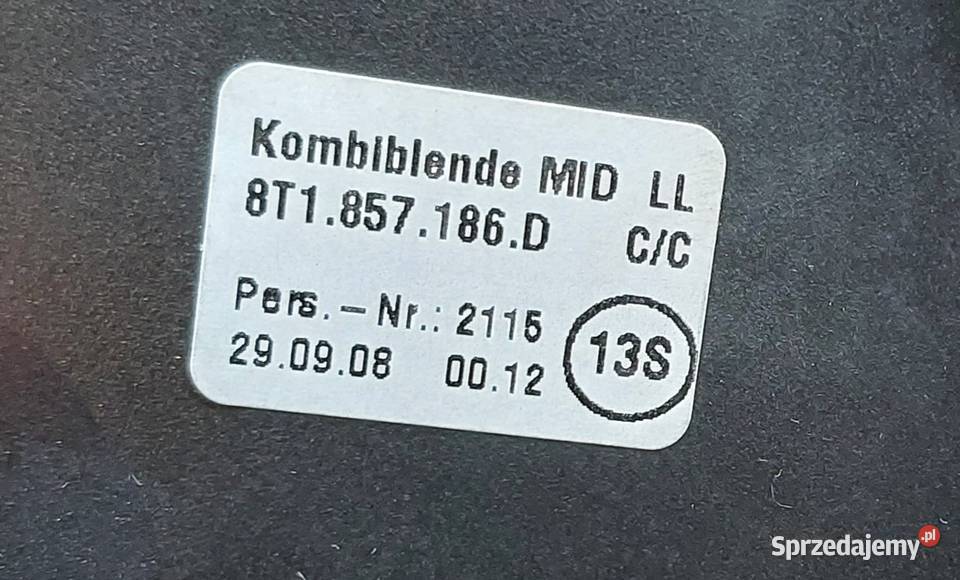 Kombiblende MID LL
8T1.857.186.D C/C
Pers.-Nr.: 2115
29.09.08 00.12
13S
Sprzedajemy.pl